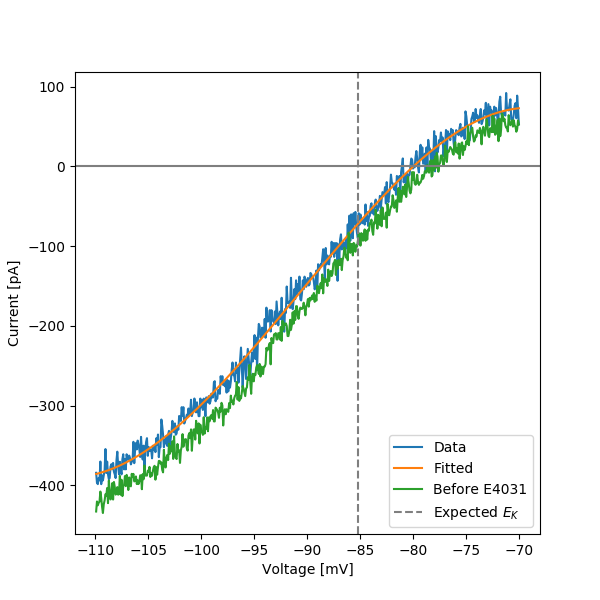 100
0
−100
−200
−300
−400
Current [pA]
−110 −105 −100 −95 −90 −85 −80 −75 −70
Voltage [mV]
Data
Fitted
Before E4031
Expected $E_K$